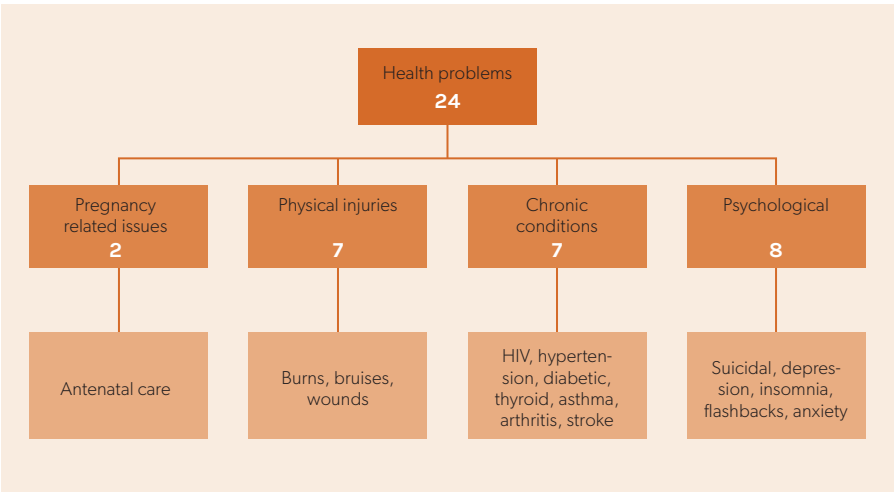 Health problems
24
Pregnancy
related issues
2
Physical injuries
7
Chronic
conditions
7
Psychological
8
Antenatal care
Burns, bruises,
wounds
HIV, hyperten-
sion, diabetic,
thyroid, asthma,
arthritis, stroke
Suicidal, depres-
sion, insomnia,
flashbacks, anxiety